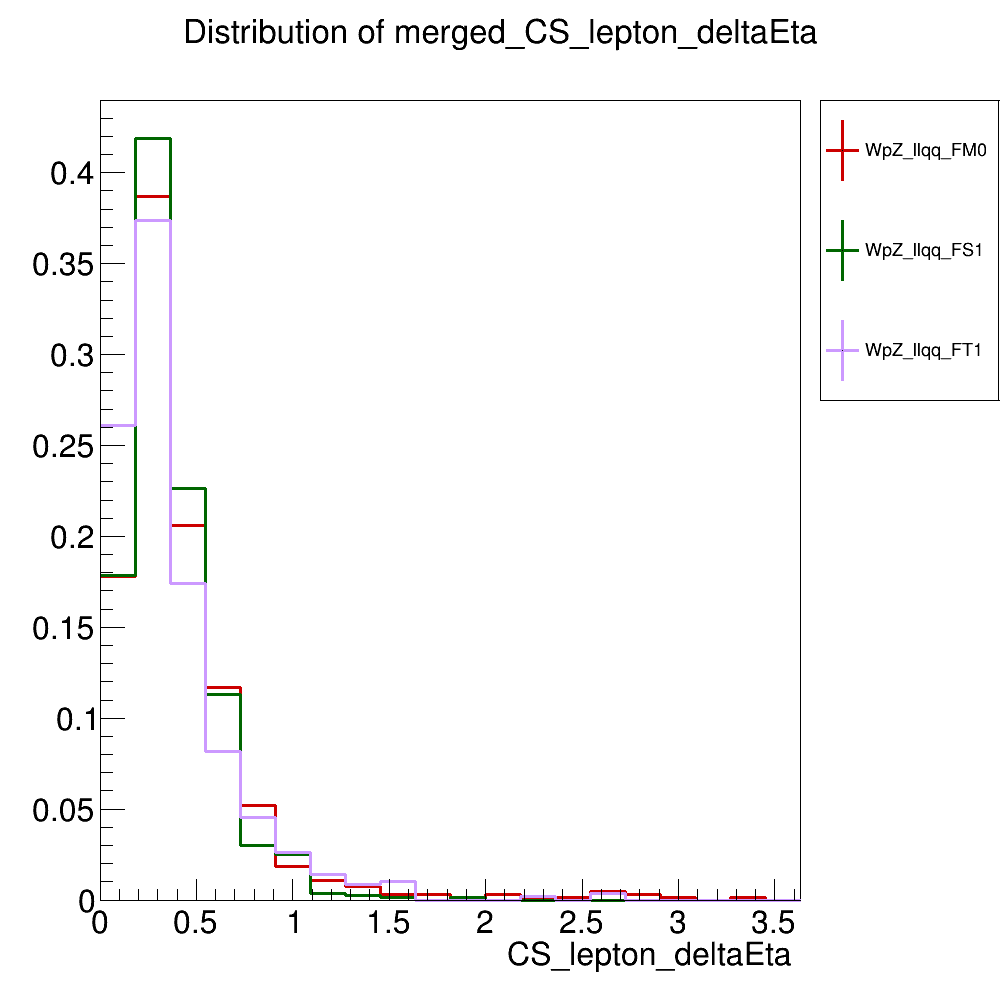 Distribution of merged_CS_lepton_deltaEta
WpZ_llqq_FM0
WpZ_llqq_FS1
WpZ_llqq_FT1
0.4
0.35
0.3
0.25
0.2
0.15
0.1
0.05
0
0 0.5 1 1.5 2 2.5 3 3.5
CS_lepton_deltaEta